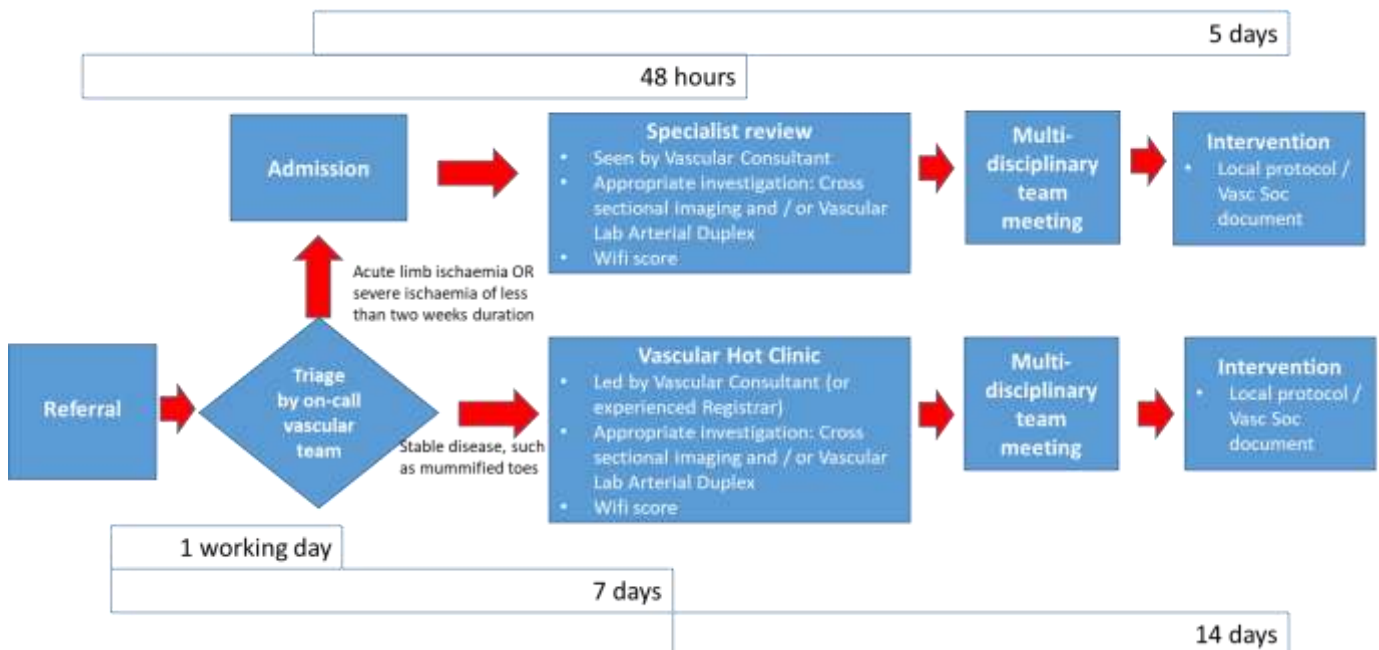 5 days
48 hours
Admission
Specialist review
• Seen by Vascular Consultant
• Appropriate investigation: Cross
sectional imaging and / or Vascular
Lab Arterial Duplex
• Wifi score
Multi-
disciplinary
team
meeting
Intervention
• Local protocol /
Vasc Soc
document
Acute limb ischaemia OR
severe ischaemia of less
than two weeks duration
Referral
Triage
by on-call
vascular
team
Stable disease, such
as mummified toes
Vascular Hot Clinic
• Led by Vascular Consultant (or
experienced Registrar)
• Appropriate investigation: Cross
sectional imaging and / or Vascular
Lab Arterial Duplex
• Wifi score
Multi-
disciplinary
team
meeting
Intervention
• Local protocol /
Vasc Soc
document
1 working day
7 days
14 days